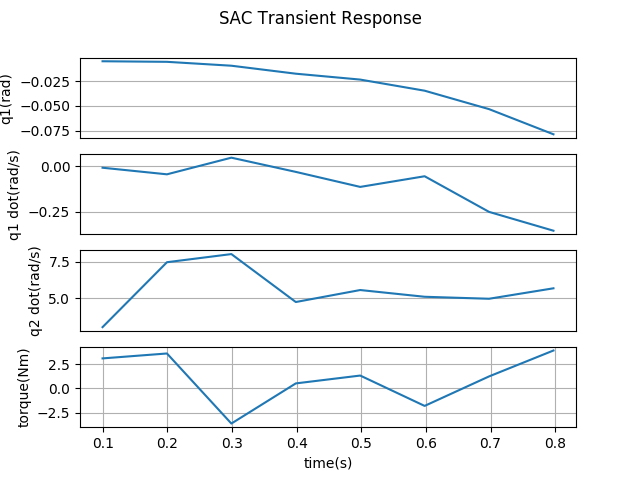 SAC Transient Response
q1(rad)
−0.025
−0.050
−0.075
q1 dot(rad/s)
0.00
−0.25
q2 dot(rad/s)
7.5
5.0
torque(Nm)
2.5
0.0
−2.5
0.1 0.2 0.3 0.4 0.5 0.6 0.7 0.8
time(s)